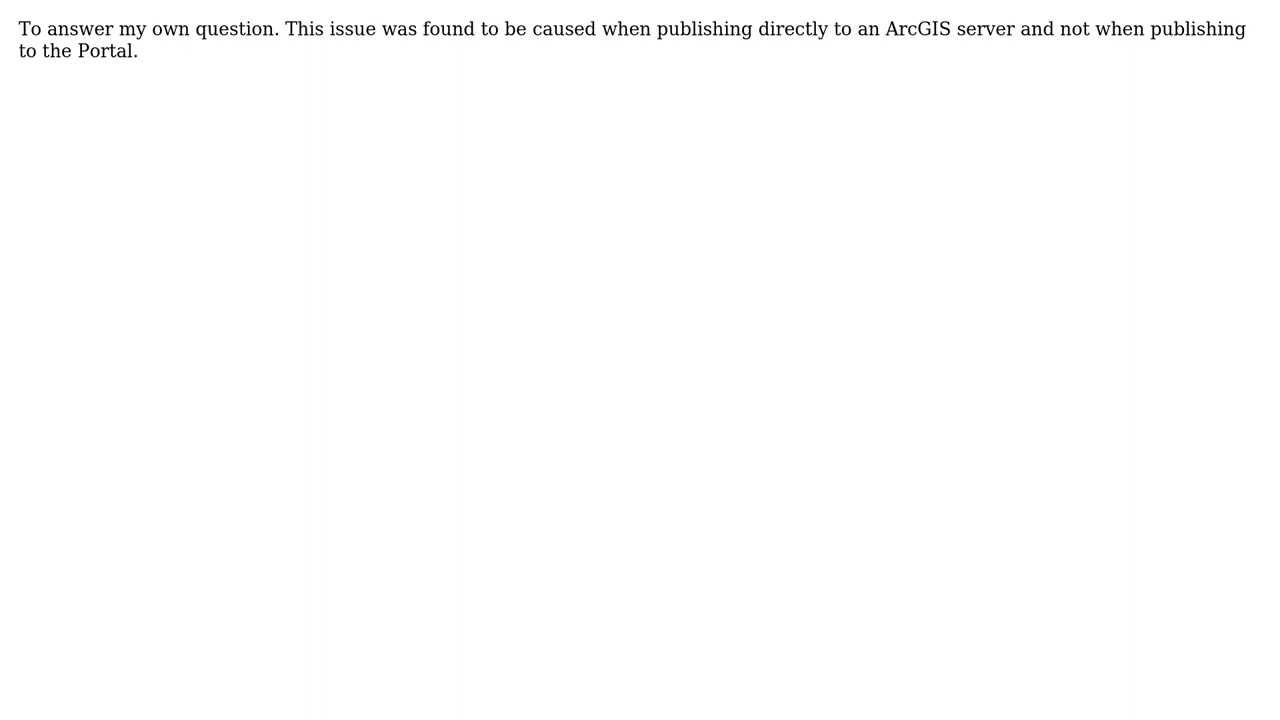 To answer my own question. This issue was found to be caused when publishing directly to an ArcGIS server and not when publishing
to the Portal.